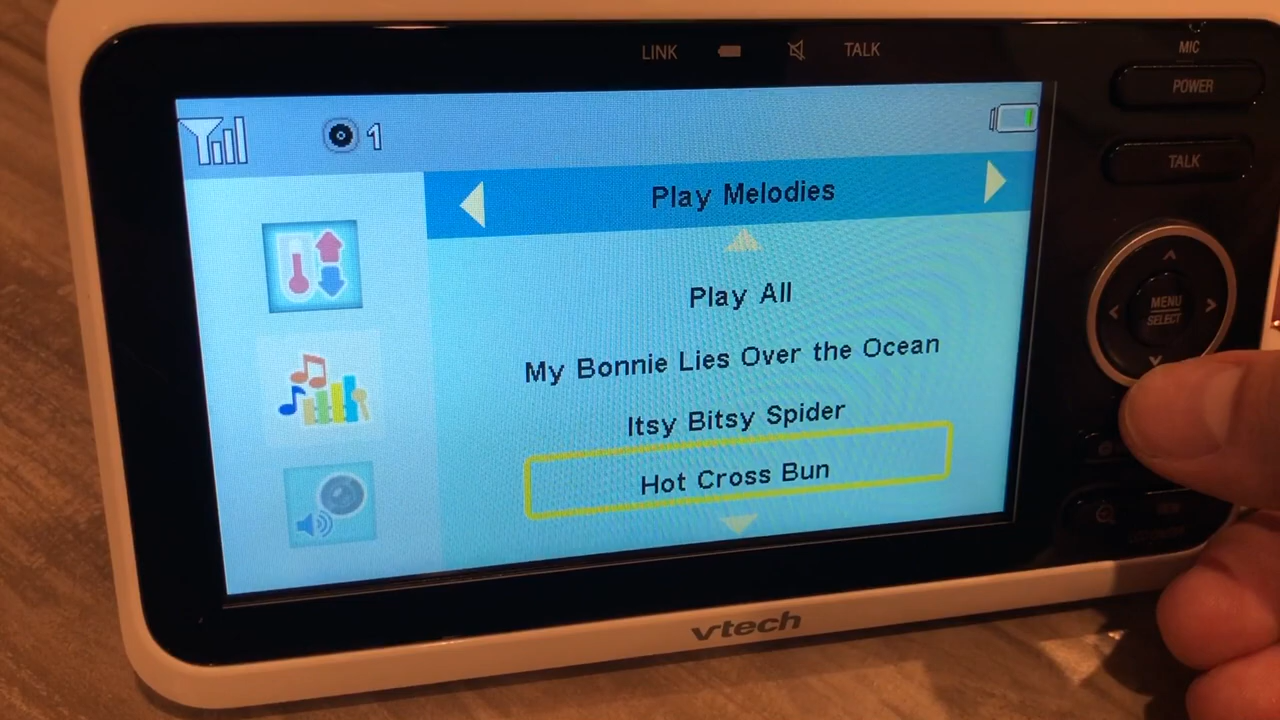 LINK TALK
MIC
POWER
1
TALK
Play Melodies
Play All
My Bonnie Lies Over the Ocean
Itsy Bitsy Spider
Hot Cross Bun
MENU
SELECT
vtech